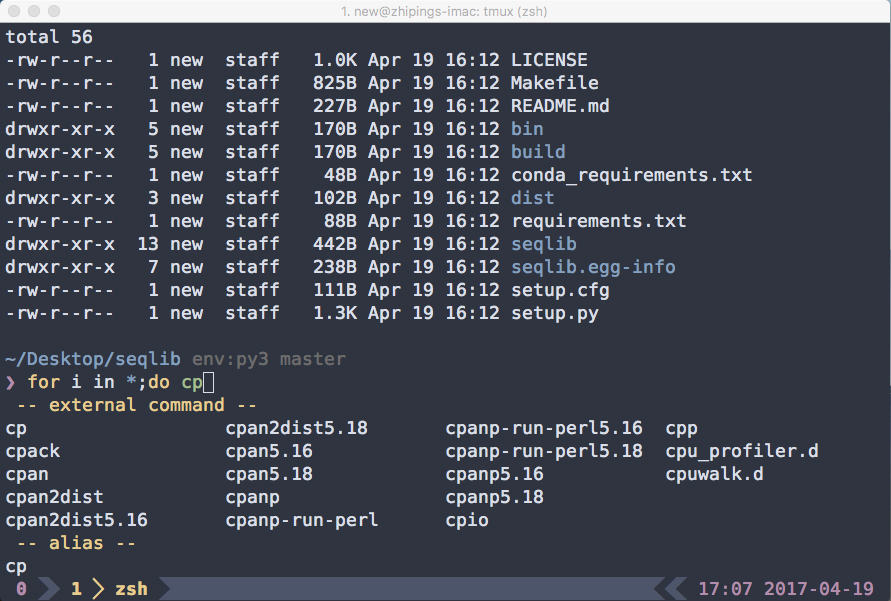 1. new@zhipings-imac: tmux (zsh)
total 56
-rw-r--r--   1 new  staff   1.0K Apr 19 16:12 LICENSE
-rw-r--r--   1 new  staff   825B Apr 19 16:12 Makefile
-rw-r--r--   1 new  staff   227B Apr 19 16:12 README.md
drwxr-xr-x   5 new  staff   170B Apr 19 16:12 bin
drwxr-xr-x   5 new  staff   170B Apr 19 16:12 build
-rw-r--r--   1 new  staff    48B Apr 19 16:12 conda_requirements.txt
drwxr-xr-x   3 new  staff   102B Apr 19 16:12 dist
-rw-r--r--   1 new  staff    88B Apr 19 16:12 requirements.txt
drwxr-xr-x  13 new  staff   442B Apr 19 16:12 seqlib
drwxr-xr-x   7 new  staff   238B Apr 19 16:12 seqlib.egg-info
-rw-r--r--   1 new  staff   111B Apr 19 16:12 setup.cfg
-rw-r--r--   1 new  staff   1.3K Apr 19 16:12 setup.py
~/Desktop/seqlib env:py3 master
❯ for i in *;do cp
-- external command --
cp                  cpan2dist5.18       cpanp-run-perl5.16  cpp
cpack               cpan5.16            cpanp-run-perl5.18  cpu_profiler.d
cpan                cpan5.18            cpanp5.16           cpuwalk.d
cpan2dist           cpanp               cpanp5.18
cpan2dist5.16       cpanp-run-perl      cpio
-- alias --
cp
0 1 zsh 17:07 2017-04-19